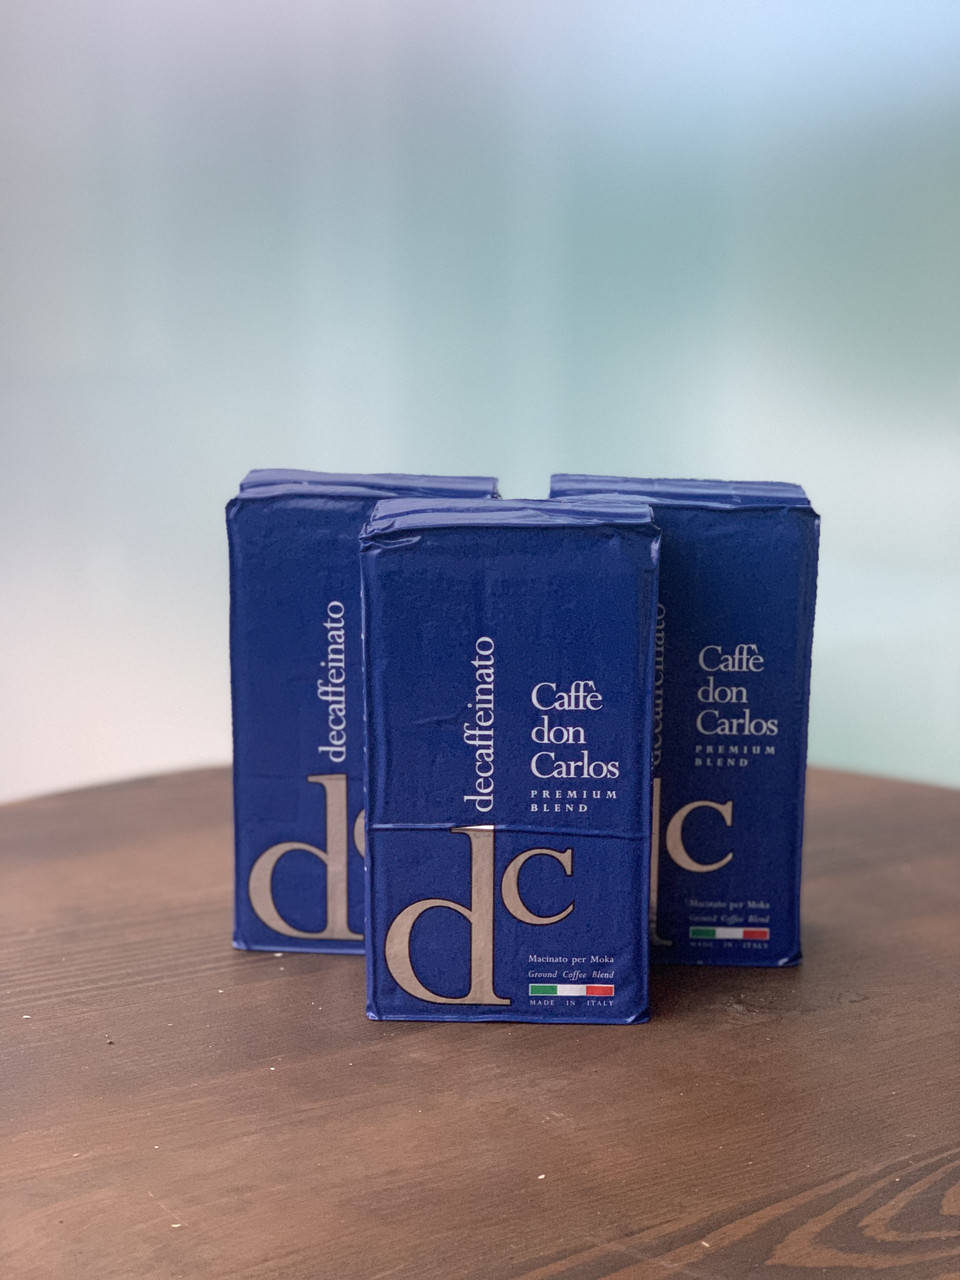 decaffeinato
dc
decaffeinato
Caffè
don
Carlos
PREMIUM
BLEND
dc
Macinato per Moka
Ground Coffee Blend
MADE IN ITALY
decaffeinato
Caffè
don
Carlos
PREMIUM
BLEND
dc
Macinato per Moka
Ground Coffee Blend
MADE IN ITALY